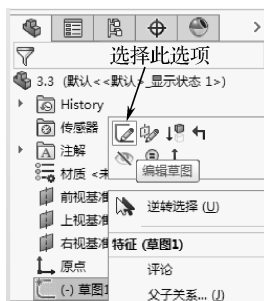 选择此选项
3.3 (默认<<默认>_显示状态 1>)
History
传感器
注解
材质 <未
编辑草图
前视基准
上视基准
逆转选择 (U)
右视基准
特征 (草图1)
原点
评论
(-) 草图1
父子关系... (J)